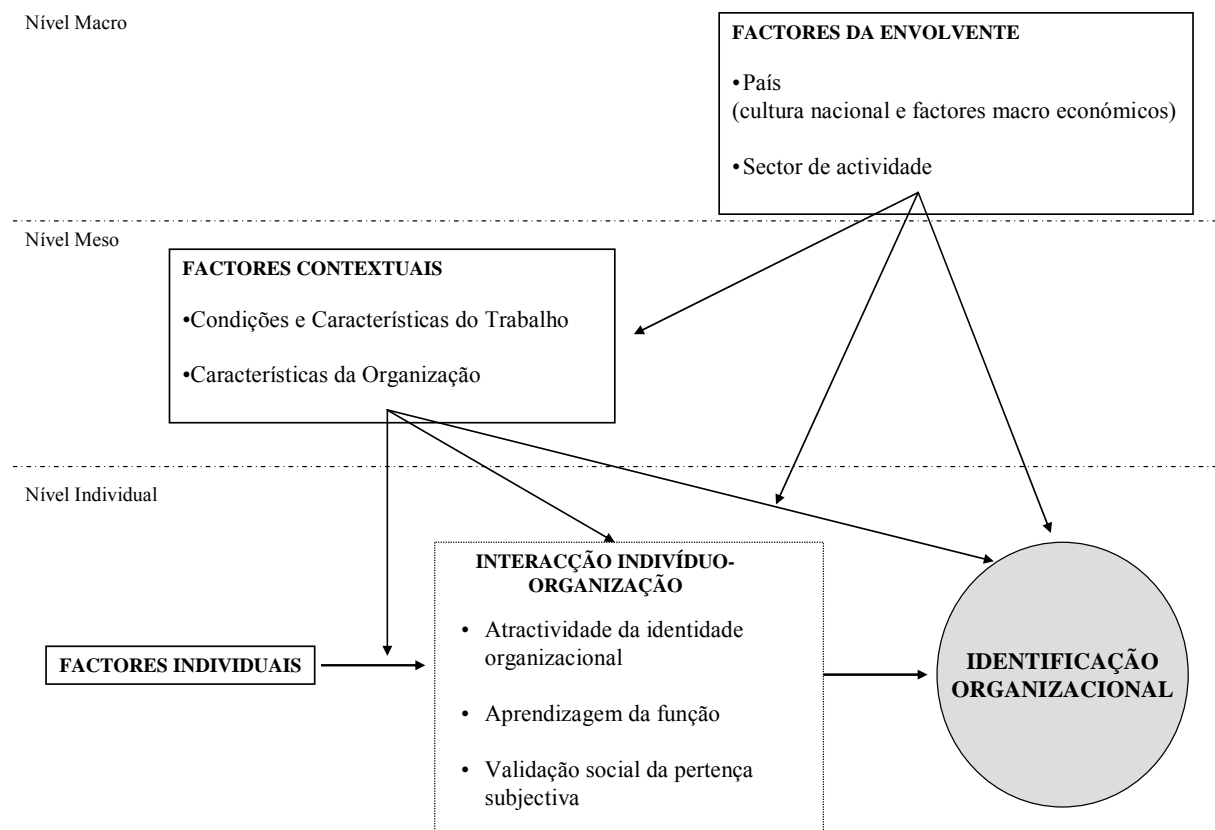 Nível Macro
FACTORES DA ENVOLVENTE
•País
(cultura nacional e factores macro económicos)
•Sector de actividade
Nível Meso
FACTORES CONTEXTUAIS
•Condições e Características do Trabalho
•Características da Organização
Nível Individual
INTERACÇÃO INDIVÍDUO-
ORGANIZAÇÃO
• Atractividade da identidade
organizacional
• Aprendizagem da função
• Validação social da pertença
subjectiva
FACTORES INDIVIDUAIS
IDENTIFICAÇÃO
ORGANIZACIONAL